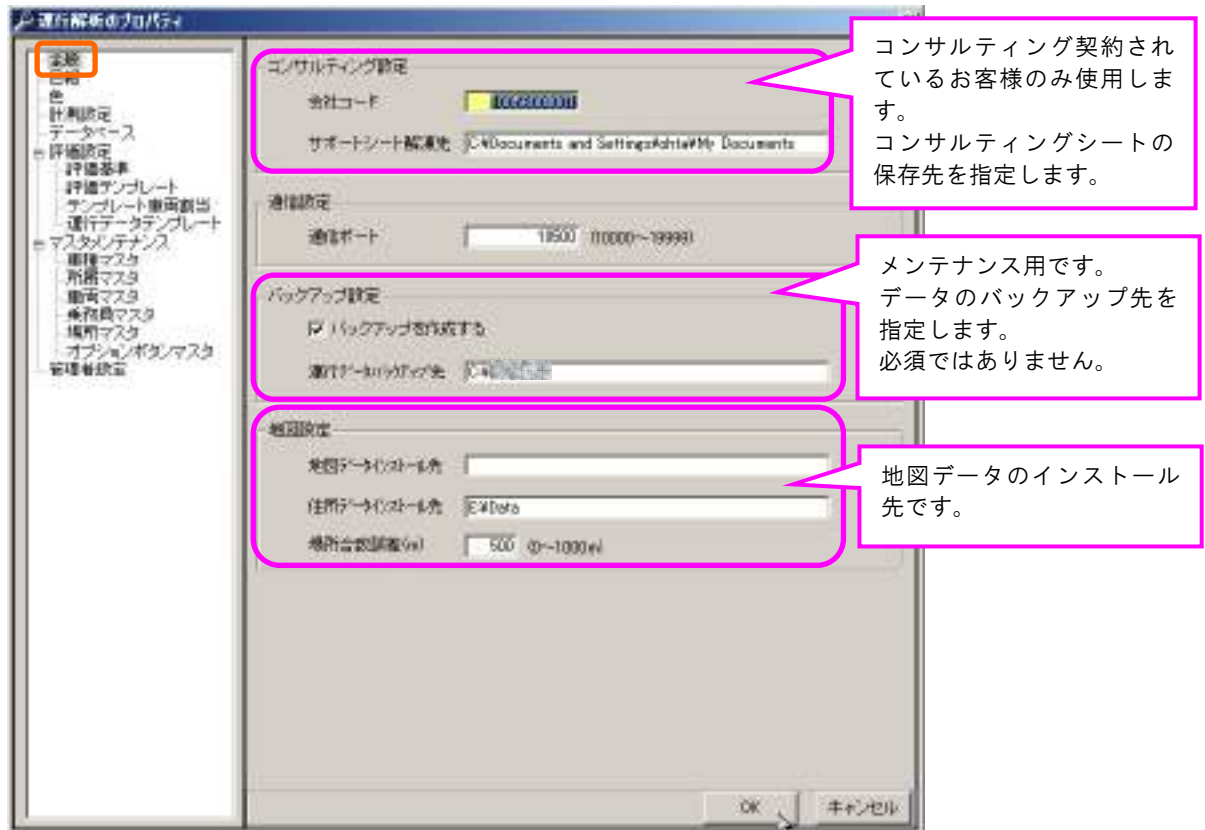 運行解析のプロパティ
全般
色
計測設定
データベース
評価設定
評価基準
評価テンプレート
テンプレート車両割当
運行データテンプレート
マスタメンテナンス
車種マスタ
所属マスタ
車両マスタ
乗務員マスタ
場所マスタ
オプションボタンマスタ
管理者設定
コンサルティング設定
会社コード
サポートシート解凍先 C:¥Documents and Settings¥ohta¥My Documents
通信設定
通信ポート 10500 (10000～19999)
バックアップ設定
バックアップを作成する
運行データバックアップ先 C:¥
地図設定
地図データインストール先
住所データインストール先 E:¥Data
場所合致誤差(m) 500 (0～1000m)
OK キャンセル
コンサルティング契約され
ているお客様のみ使用しま
す。
コンサルティングシートの
保存先を指定します。
メンテナンス用です。
データのバックアップ先を
指定します。
必須ではありません。
地図データのインストール
先です。